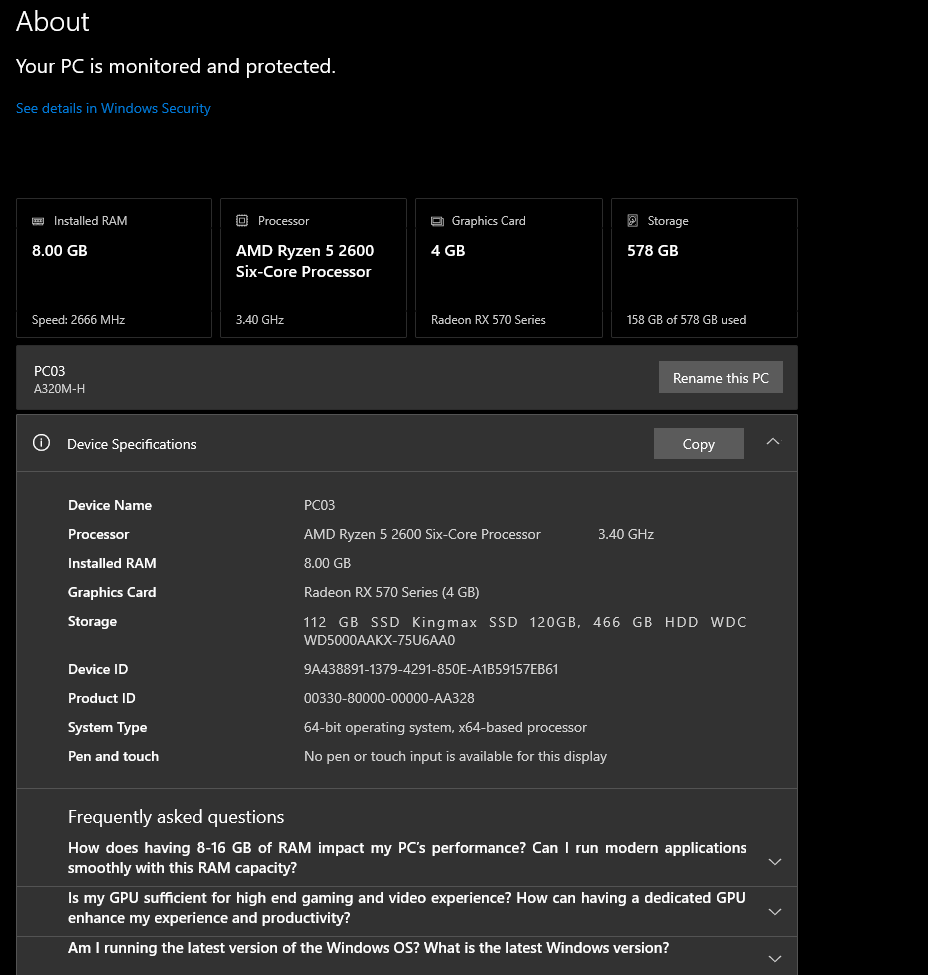 About
Your PC is monitored and protected.
See details in Windows Security
Installed RAM
8.00 GB
Speed: 2666 MHz
Processor
AMD Ryzen 5 2600
Six-Core Processor
3.40 GHz
Graphics Card
4 GB
Radeon RX 570 Series
Storage
578 GB
158 GB of 578 GB used
PC03
A320M-H
Rename this PC
Device Specifications
Copy
Device Name PC03
Processor AMD Ryzen 5 2600 Six-Core Processor 3.40 GHz
Installed RAM 8.00 GB
Graphics Card Radeon RX 570 Series (4 GB)
Storage 112 GB SSD Kingmax SSD 120GB, 466 GB HDD WDC
WD5000AAKX-75U6AA0
Device ID 9A438891-1379-4291-850E-A1B59157EB61
Product ID 00330-80000-00000-AA328
System Type 64-bit operating system, x64-based processor
Pen and touch No pen or touch input is available for this display
Frequently asked questions
How does having 8-16 GB of RAM impact my PC's performance? Can I run modern applications
smoothly with this RAM capacity?
Is my GPU sufficient for high end gaming and video experience? How can having a dedicated GPU
enhance my experience and productivity?
Am I running the latest version of the Windows OS? What is the latest Windows version?